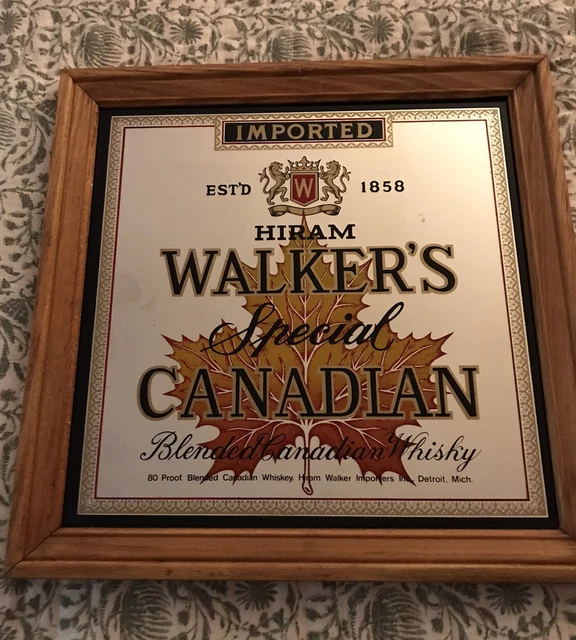 IMPORTED
EST'D W 1858
HIRAM
WALKER'S
Special
CANADIAN
Blended Canadian Whisky
80 Proof. Blended Canadian Whiskey. Hiram Walker Importers Inc., Detroit, Mich.